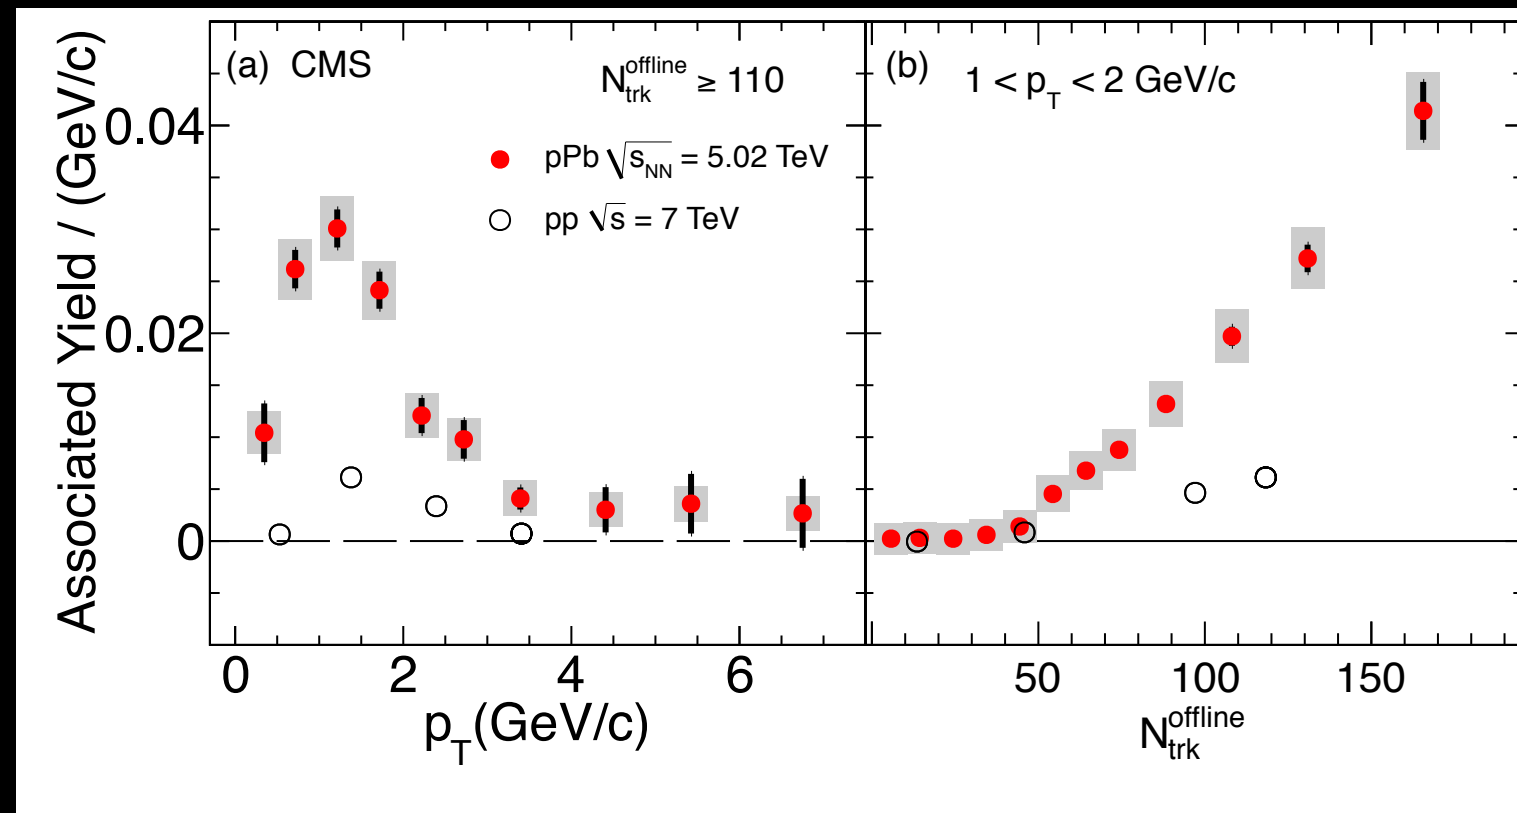 (a) CMS
N_trk^offline ≥ 110
pPb √s_NN = 5.02 TeV
pp √s = 7 TeV
(b) 1 < p_T < 2 GeV/c
Associated Yield / (GeV/c)
0.04
0.02
0
0 2 4 6
p_T(GeV/c)
50 100 150
N_trk^offline